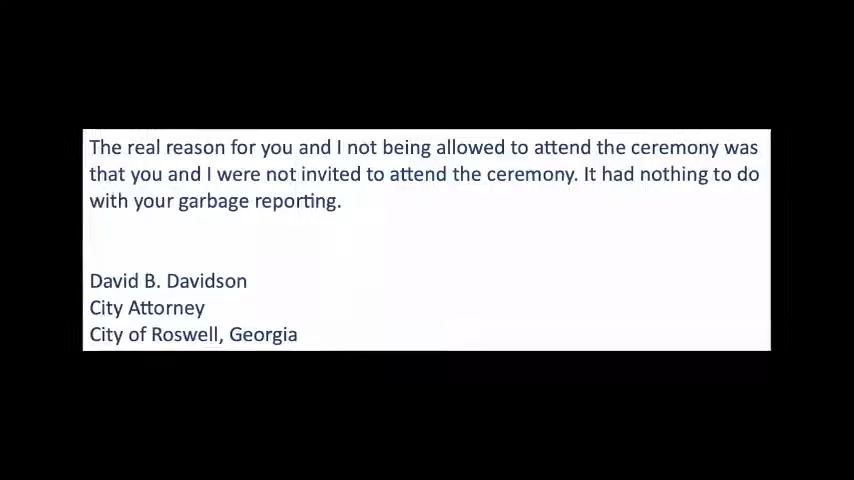 The real reason for you and I not being allowed to attend the ceremony was
that you and I were not invited to attend the ceremony. It had nothing to do
with your garbage reporting.
David B. Davidson
City Attorney
City of Roswell, Georgia